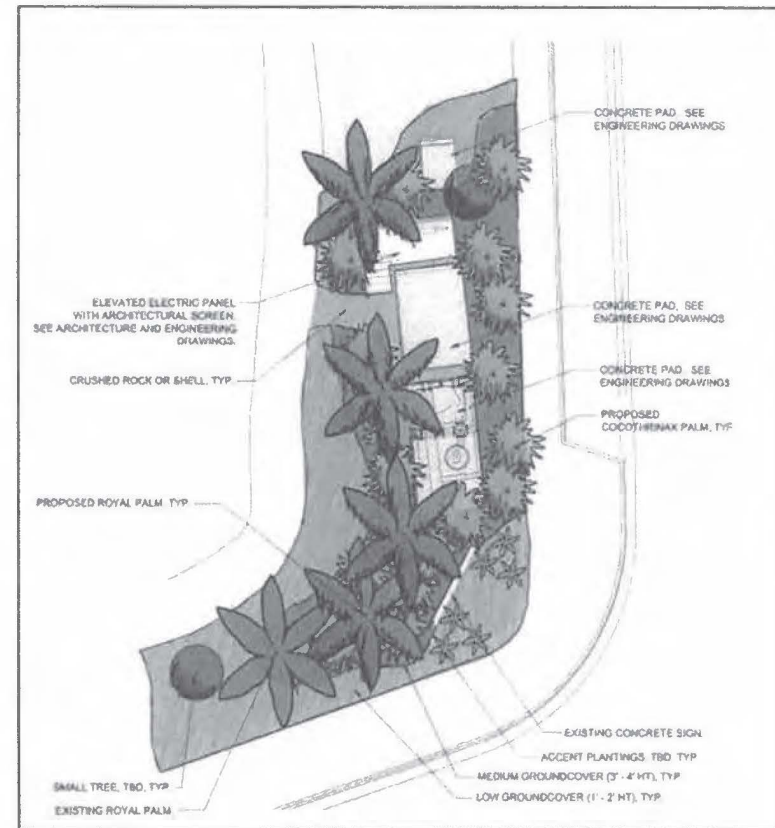 CONCRETE PAD. SEE
ENGINEERING DRAWINGS
ELEVATED ELECTRIC PANEL
WITH ARCHITECTURAL SCREEN.
SEE ARCHITECTURE AND ENGINEERING
DRAWINGS.
CONCRETE PAD, SEE
ENGINEERING DRAWINGS
CRUSHED ROCK OR SHELL, TYP
CONCRETE PAD. SEE
ENGINEERING DRAWINGS
PROPOSED
COCOTHRINAX PALM, TYP
PROPOSED ROYAL PALM, TYP
EXISTING CONCRETE SIGN
ACCENT PLANTINGS, TBD, TYP
MEDIUM GROUNDCOVER (3' - 4' HT), TYP
LOW GROUNDCOVER (1' - 2' HT), TYP
SMALL TREE, TBD, TYP
EXISTING ROYAL PALM